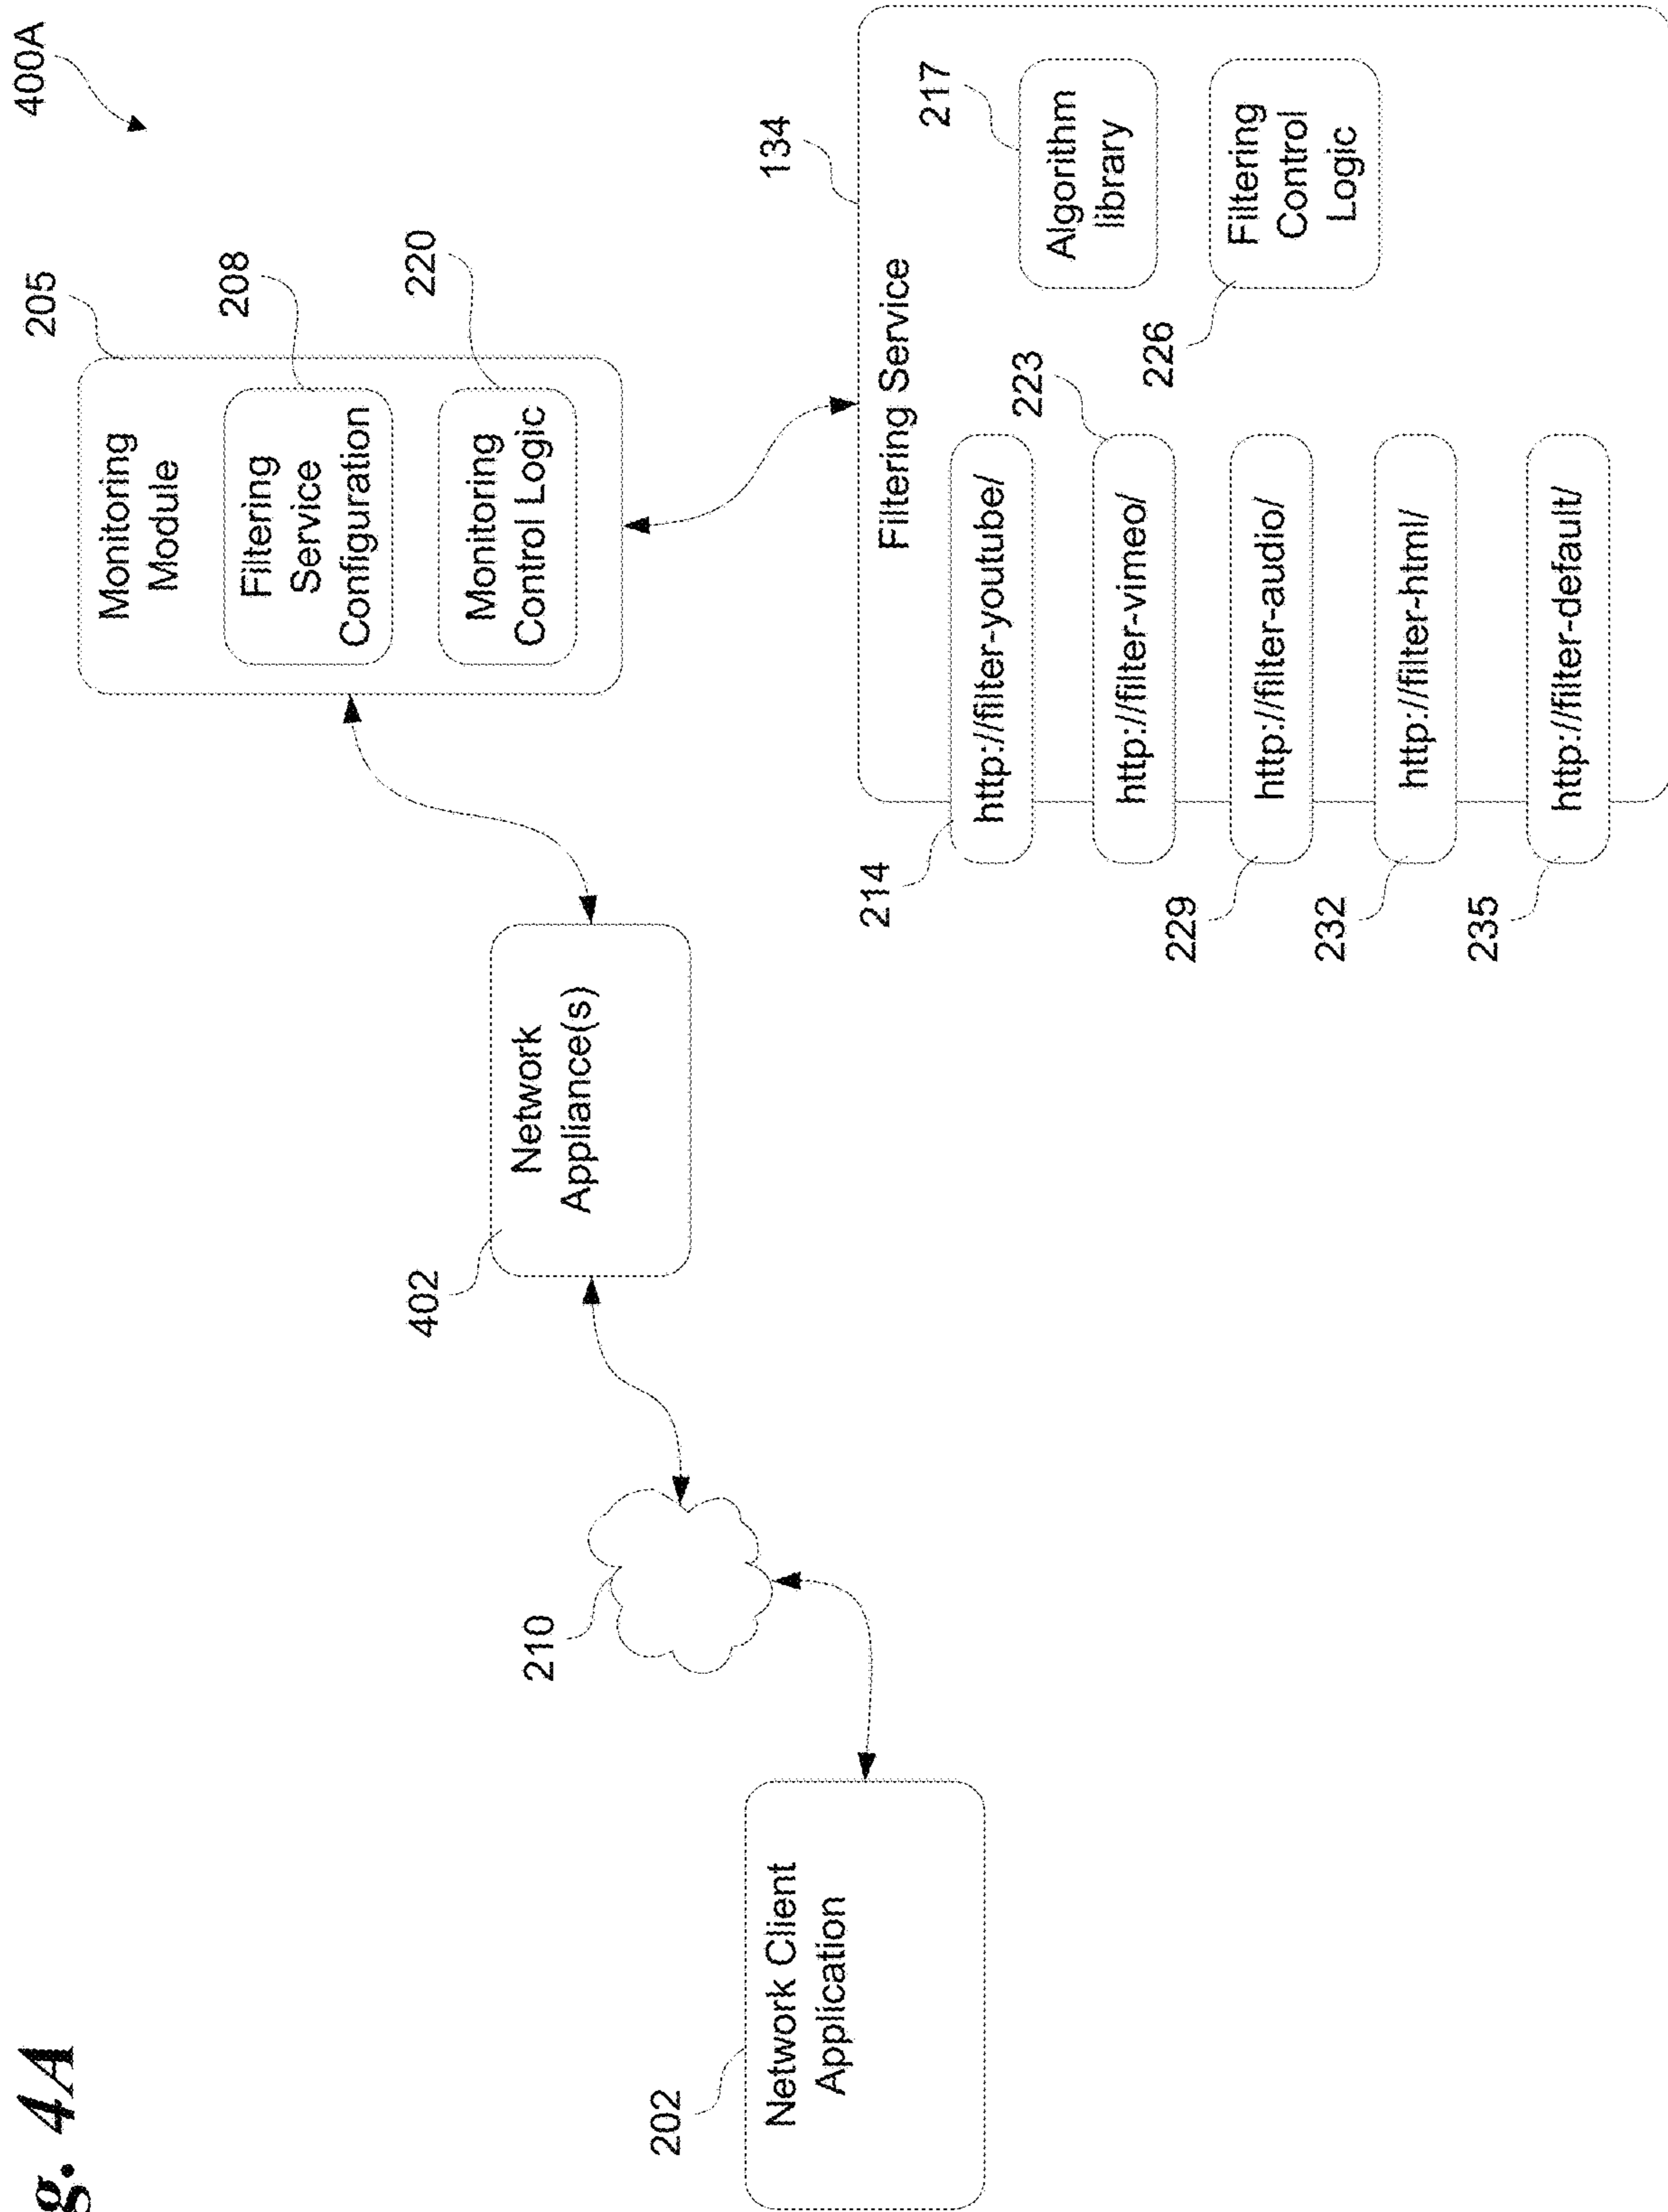 g. 4A
400A
205
Monitoring
Module
208
Filtering
Service
Configuration
220
Monitoring
Control Logic
402
Network
Appliance(s)
210
202
Network Client
Application
134
Filtering Service
214
http://filter-youtube/
223
http://filter-vimeo/
229
http://filter-audio/
232
http://filter-html/
235
http://filter-default/
217
Algorithm
library
226
Filtering
Control
Logic